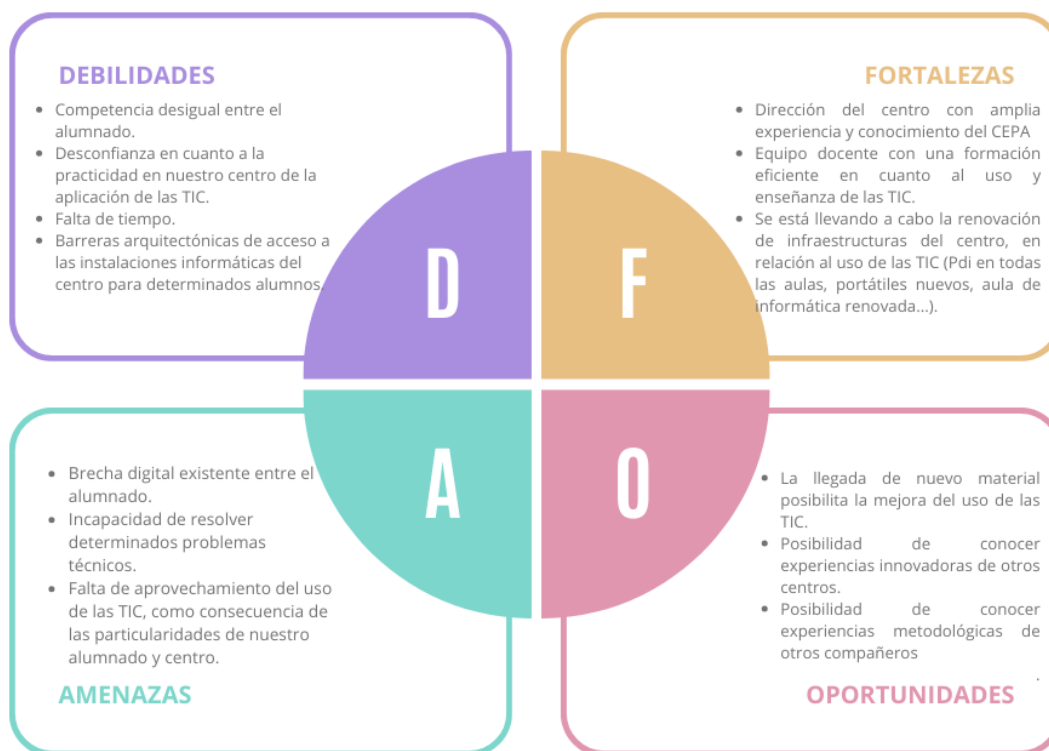 DEBILIDADES
Competencia desigual entre el
alumnado.
Desconfianza en cuanto a la
practicidad en nuestro centro de la
aplicación de las TIC.
Falta de tiempo.
Barreras arquitectónicas de acceso a
las instalaciones informáticas del
centro para determinados alumnos.
FORTALEZAS
Dirección del centro con amplia
experiencia y conocimiento del CEPA
Equipo docente con una formación
eficiente en cuanto al uso y
enseñanza de las TIC.
Se está llevando a cabo la renovación
de infraestructuras del centro, en
relación al uso de las TIC (Pdi en todas
las aulas, portátiles nuevos, aula de
informática renovada...).
D
F
A
O
Brecha digital existente entre el
alumnado.
Incapacidad de resolver
determinados problemas
técnicos.
Falta de aprovechamiento del uso
de las TIC, como consecuencia de
las particularidades de nuestro
alumnado y centro.
AMENAZAS
La llegada de nuevo material
posibilita la mejora del uso de las
TIC.
Posibilidad de conocer
experiencias innovadoras de otros
centros.
Posibilidad de conocer
experiencias metodológicas de
otros compañeros
.
OPORTUNIDADES